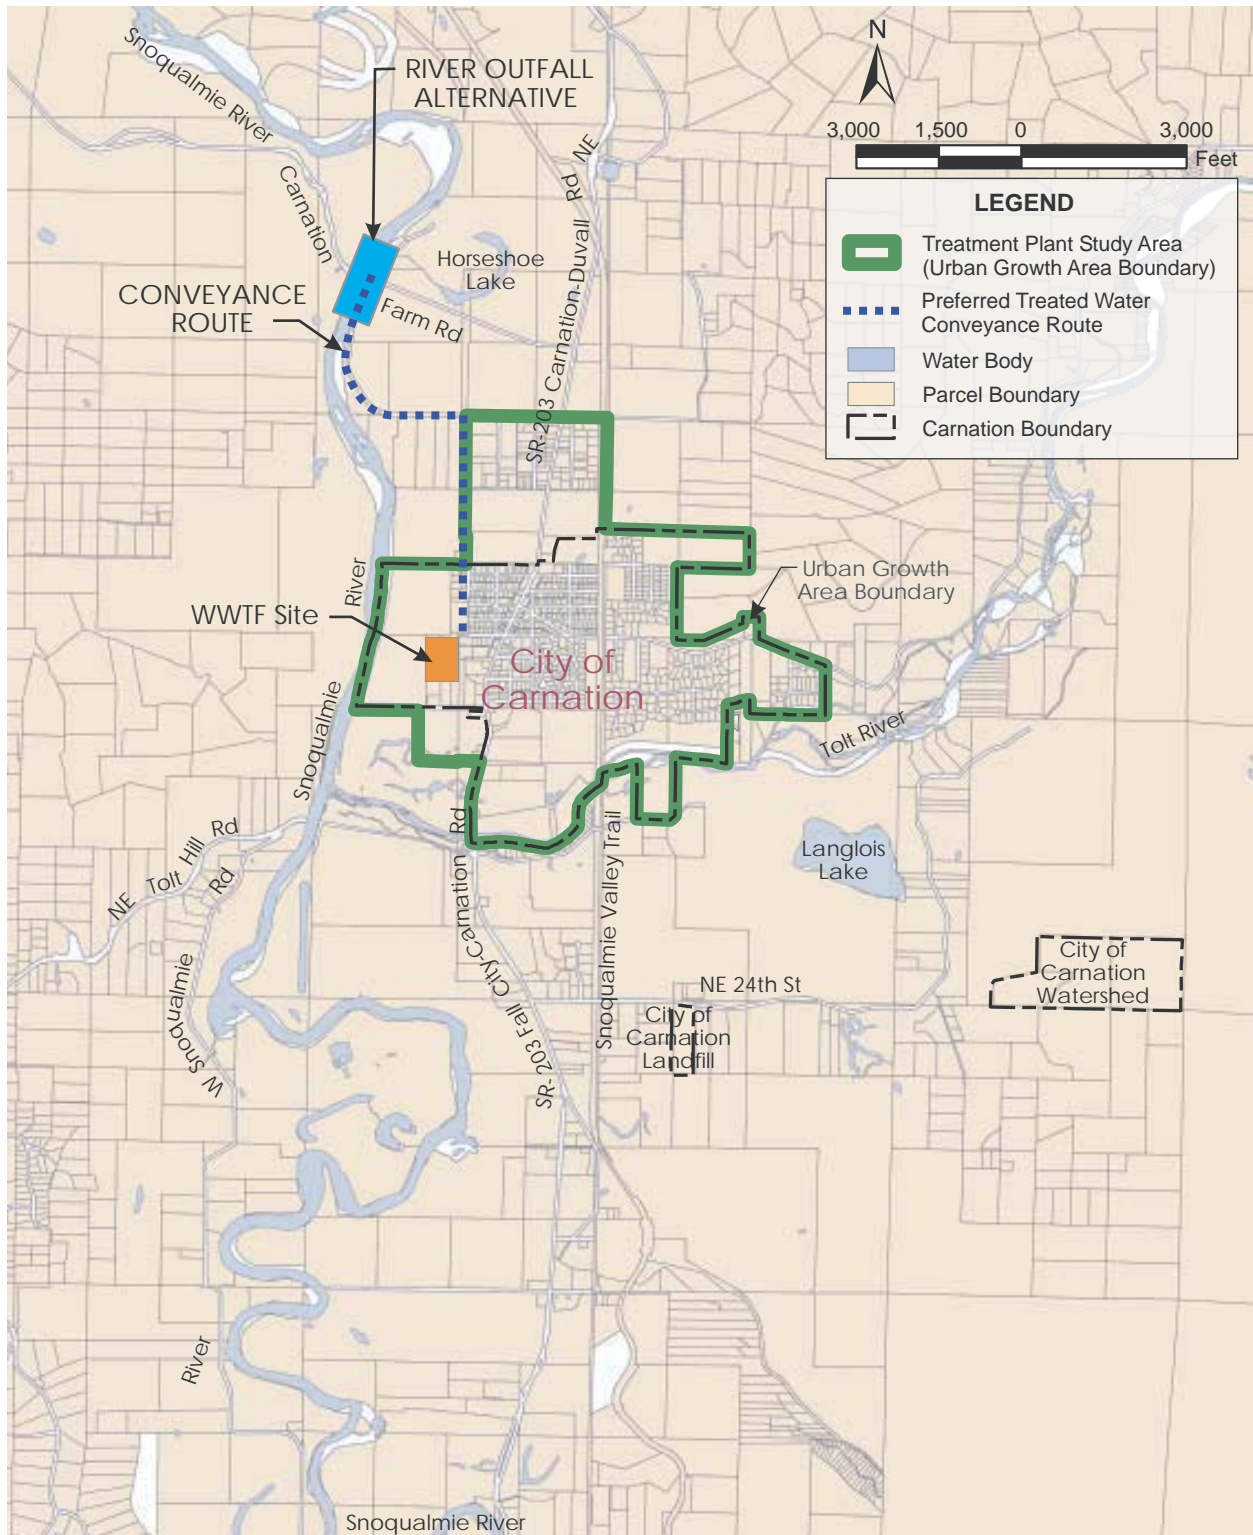 Snoqualmie River
RIVER OUTFALL
ALTERNATIVE
N
3,000 1,500 0 3,000
Feet
LEGEND
Treatment Plant Study Area
(Urban Growth Area Boundary)
Preferred Treated Water
Conveyance Route
Water Body
Parcel Boundary
Carnation Boundary
Carnation
Farm Rd
Horseshoe
Lake
SR-203 Carnation-Duvall Rd NE
CONVEYANCE
ROUTE
Urban Growth
Area Boundary
WWTF Site
City of
Carnation
Snoqualmie
River
Tolt River
NE Tolt Hill Rd
Langlois
Lake
W Snoqualmie
Rd
River
SR-203 Fall City-Carnation Rd
Snoqualmie Valley Trail
NE 24th St
City of
Carnation
Landfill
City of
Carnation
Watershed
Snoqualmie River